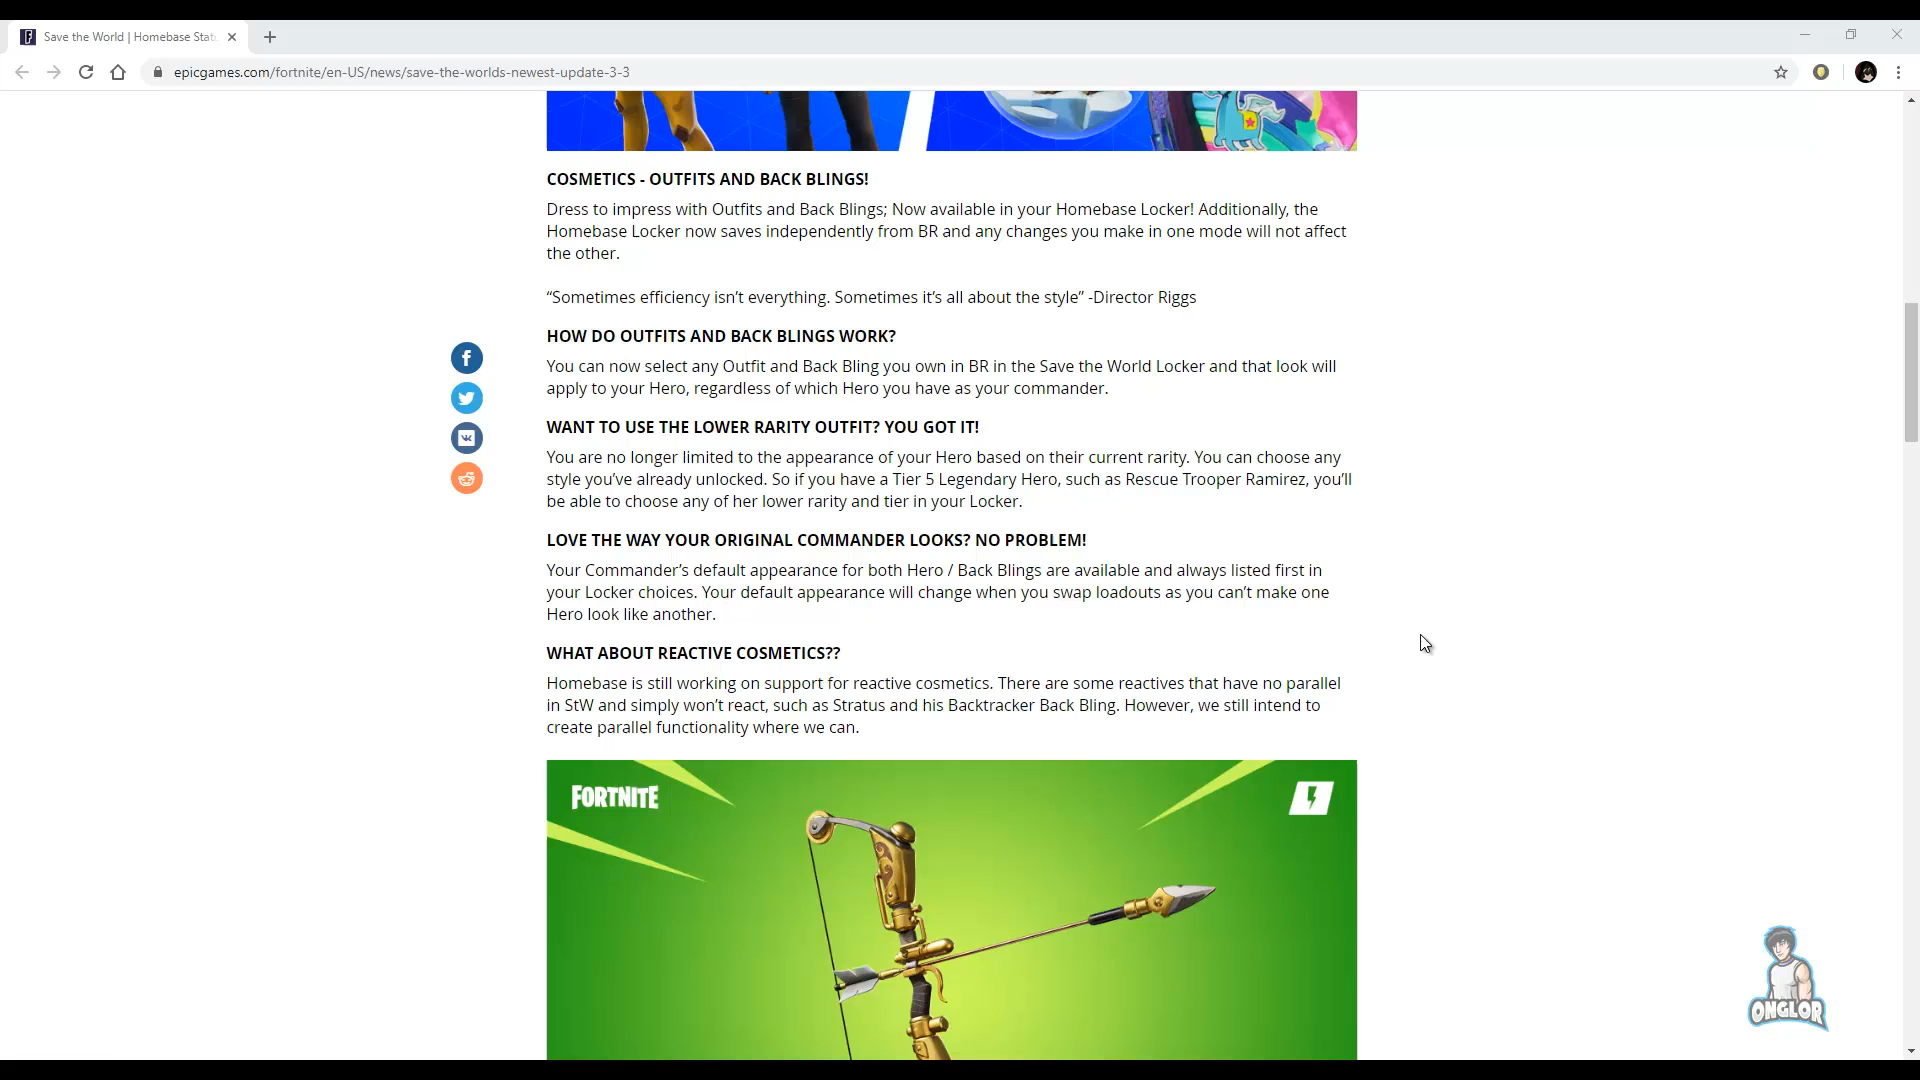 Save the World | Homebase Stat
epicgames.com/fortnite/en-US/news/save-the-worlds-newest-update-3-3
COSMETICS - OUTFITS AND BACK BLINGS!
Dress to impress with Outfits and Back Blings; Now available in your Homebase Locker! Additionally, the
Homebase Locker now saves independently from BR and any changes you make in one mode will not affect
the other.
“Sometimes efficiency isn’t everything. Sometimes it’s all about the style” -Director Riggs
HOW DO OUTFITS AND BACK BLINGS WORK?
You can now select any Outfit and Back Bling you own in BR in the Save the World Locker and that look will
apply to your Hero, regardless of which Hero you have as your commander.
WANT TO USE THE LOWER RARITY OUTFIT? YOU GOT IT!
You are no longer limited to the appearance of your Hero based on their current rarity. You can choose any
style you’ve already unlocked. So if you have a Tier 5 Legendary Hero, such as Rescue Trooper Ramirez, you’ll
be able to choose any of her lower rarity and tier in your Locker.
LOVE THE WAY YOUR ORIGINAL COMMANDER LOOKS? NO PROBLEM!
Your Commander’s default appearance for both Hero / Back Blings are available and always listed first in
your Locker choices. Your default appearance will change when you swap loadouts as you can’t make one
Hero look like another.
WHAT ABOUT REACTIVE COSMETICS??
Homebase is still working on support for reactive cosmetics. There are some reactives that have no parallel
in StW and simply won’t react, such as Stratus and his Backtracker Back Bling. However, we still intend to
create parallel functionality where we can.
FORTNITE
ONGLOR